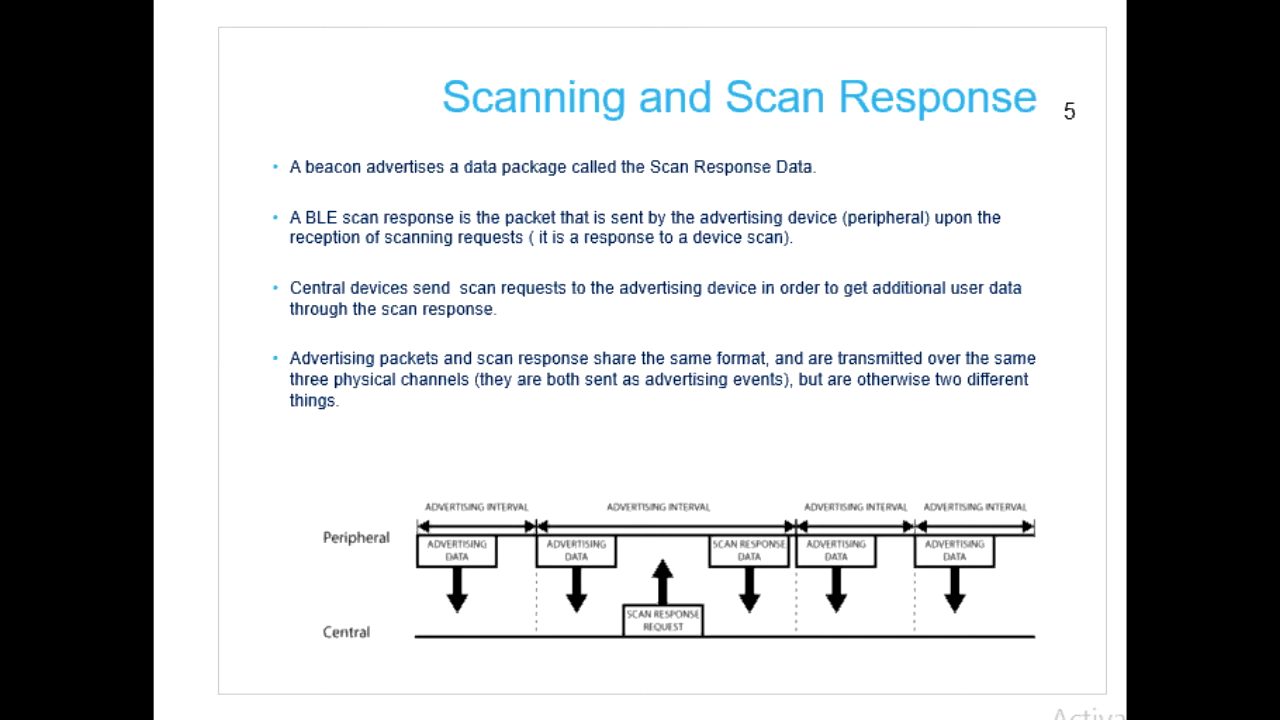 Scanning and Scan Response
5
• A beacon advertises a data package called the Scan Response Data.
• A BLE scan response is the packet that is sent by the advertising device (peripheral) upon the
reception of scanning requests ( it is a response to a device scan).
• Central devices send  scan requests to the advertising device in order to get additional user data
through the scan response.
• Advertising packets and scan response share the same format, and are transmitted over the same
three physical channels (they are both sent as advertising events), but are otherwise two different
things.
ADVERTISING INTERVAL ADVERTISING INTERVAL ADVERTISING INTERVAL ADVERTISING INTERVAL
Peripheral
ADVERTISING
DATA
ADVERTISING
DATA
SCAN RESPONSE
DATA
ADVERTISING
DATA
ADVERTISING
DATA
SCAN RESPONSE
REQUEST
Central